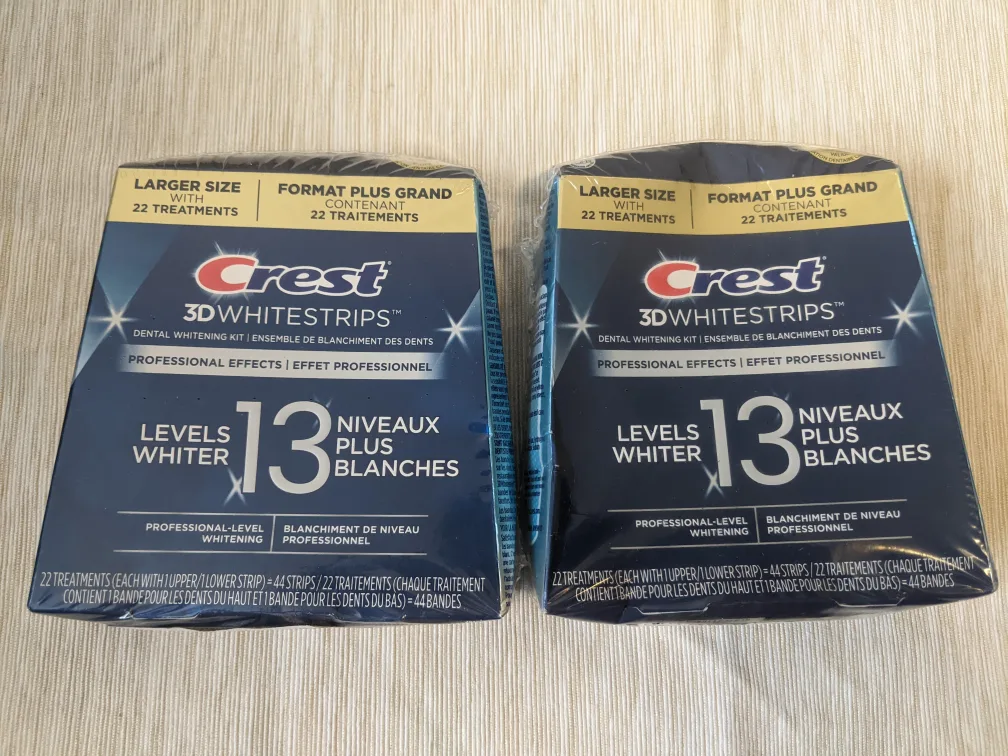 LARGER SIZE
WITH
22 TREATMENTS
FORMAT PLUS GRAND
CONTENANT
22 TRAITEMENTS
Crest
3DWHITESTRIPS™
DENTAL WHITENING KIT | ENSEMBLE DE BLANCHIMENT DES DENTS
PROFESSIONAL EFFECTS | EFFET PROFESSIONNEL
LEVELS
WHITER
13
NIVEAUX
PLUS
BLANCHES
PROFESSIONAL-LEVEL
WHITENING
BLANCHIMENT DE NIVEAU
PROFESSIONNEL
22 TREATMENTS (EACH WITH 1 UPPER/1 LOWER STRIP) = 44 STRIPS / 22 TRAITEMENTS (CHAQUE TRAITEMENT
CONTIENT 1 BANDE POUR LES DENTS DU HAUT ET 1 BANDE POUR LES DENTS DU BAS) = 44 BANDES
LARGER SIZE
WITH
22 TREATMENTS
FORMAT PLUS GRAND
CONTENANT
22 TRAITEMENTS
Crest
3DWHITESTRIPS™
DENTAL WHITENING KIT | ENSEMBLE DE BLANCHIMENT DES DENTS
PROFESSIONAL EFFECTS | EFFET PROFESSIONNEL
LEVELS
WHITER
13
NIVEAUX
PLUS
BLANCHES
PROFESSIONAL-LEVEL
WHITENING
BLANCHIMENT DE NIVEAU
PROFESSIONNEL
22 TREATMENTS (EACH WITH 1 UPPER/1 LOWER STRIP) = 44 STRIPS / 22 TRAITEMENTS (CHAQUE TRAITEMENT
CONTIENT 1 BANDE POUR LES DENTS DU HAUT ET 1 BANDE POUR LES DENTS DU BAS) = 44 BANDES